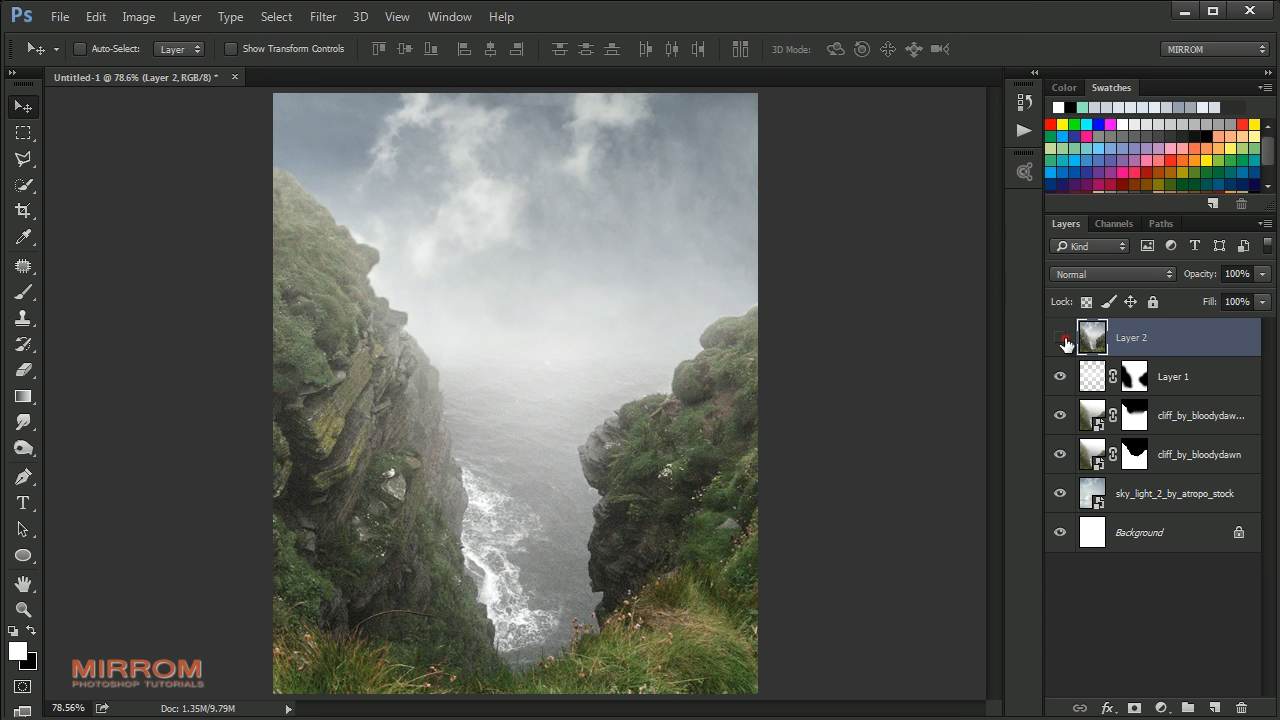 Ps File Edit Image Layer Type Select Filter 3D View Window Help
Auto-Select: Layer Show Transform Controls 3D Mode: MIRROM
Untitled-1 @ 78.6% (Layer 2, RGB/8) *
Color Swatches
Layers Channels Paths
Kind
Normal Opacity: 100%
Lock: Fill: 100%
Layer 2
Layer 1
cliff_by_bloodydaw...
cliff_by_bloodydawn
sky_light_2_by_atropo_stock
Background
MIRROM
PHOTOSHOP TUTORIALS
78.56% Doc: 1.35M/9.79M